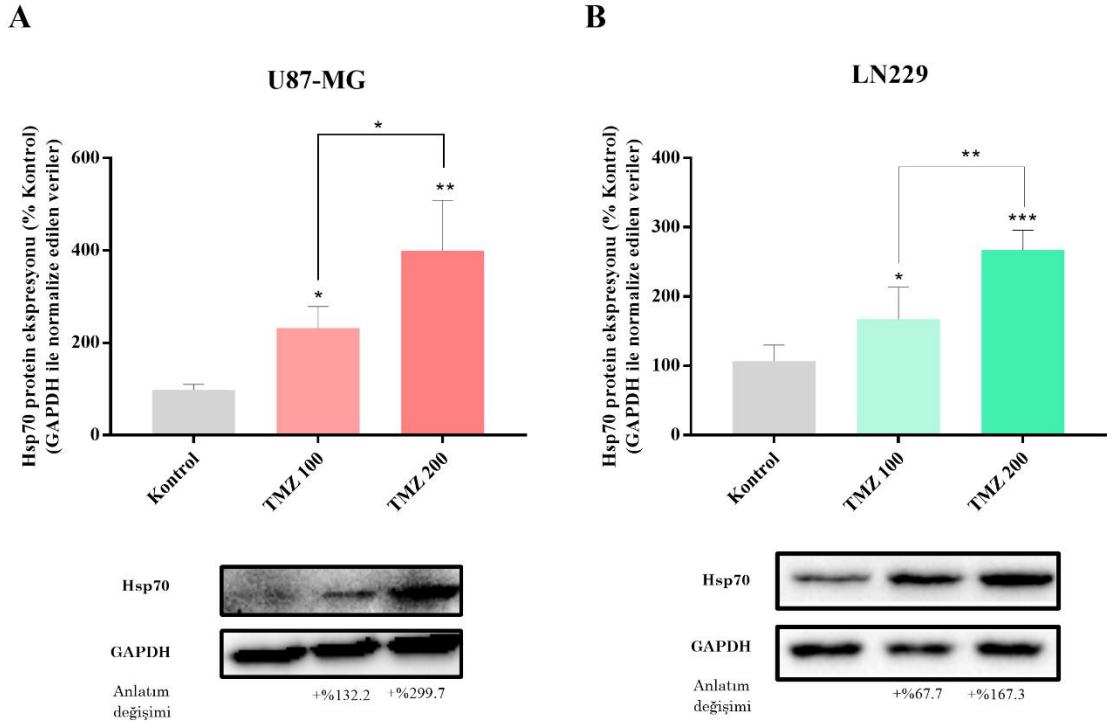 A
U87-MG
Hsp70 protein ekspresyonu (% Kontrol)
(GAPDH ile normalize edilen veriler)
600
400
200
0
*
*
**
Kontrol
TMZ 100
TMZ 200
Hsp70
GAPDH
Anlatım
değişimi
+%132.2
+%299.7
B
LN229
Hsp70 protein ekspresyonu (% Kontrol)
(GAPDH ile normalize edilen veriler)
400
300
200
100
0
**
*
***
Kontrol
TMZ 100
TMZ 200
Hsp70
GAPDH
Anlatım
değişimi
+%67.7
+%167.3